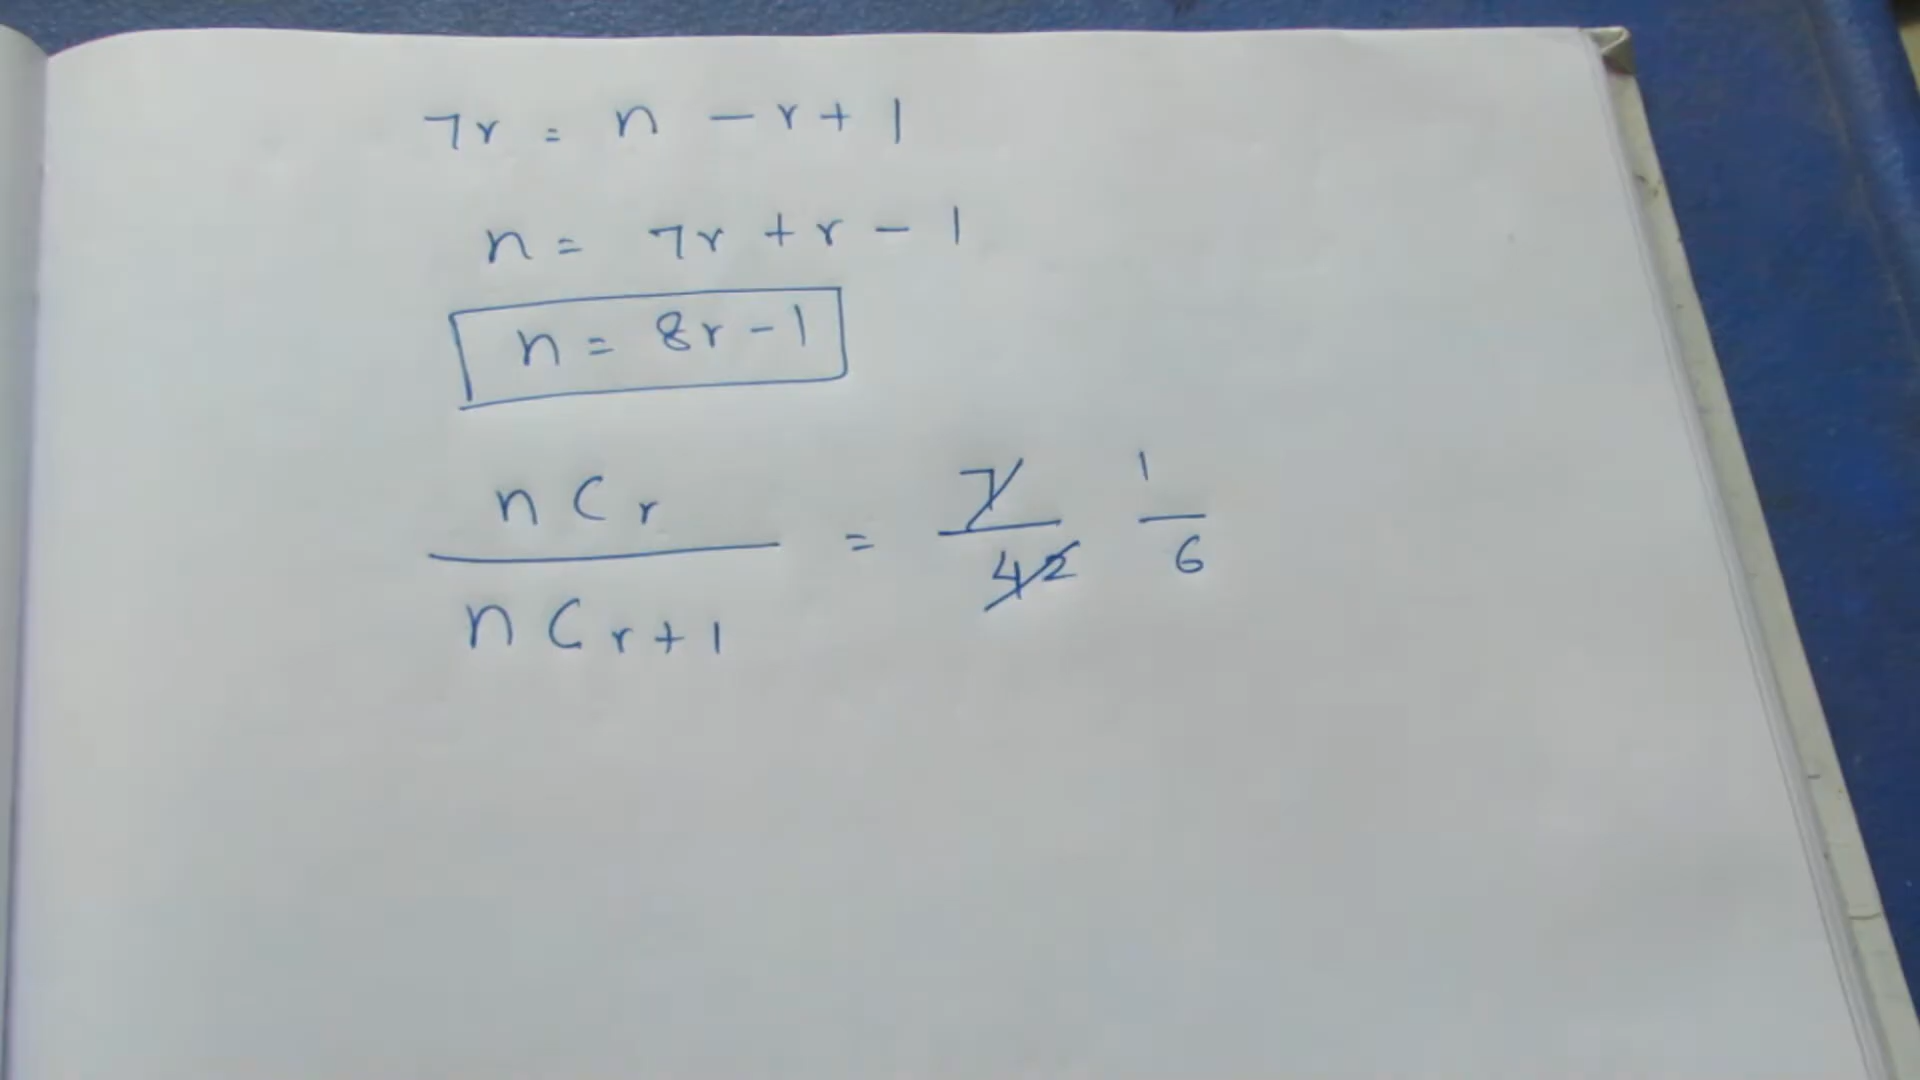 7r = n - r + 1
n = 7r + r - 1
n = 8r - 1
nCr / nCr+1 = 7/42 1/6